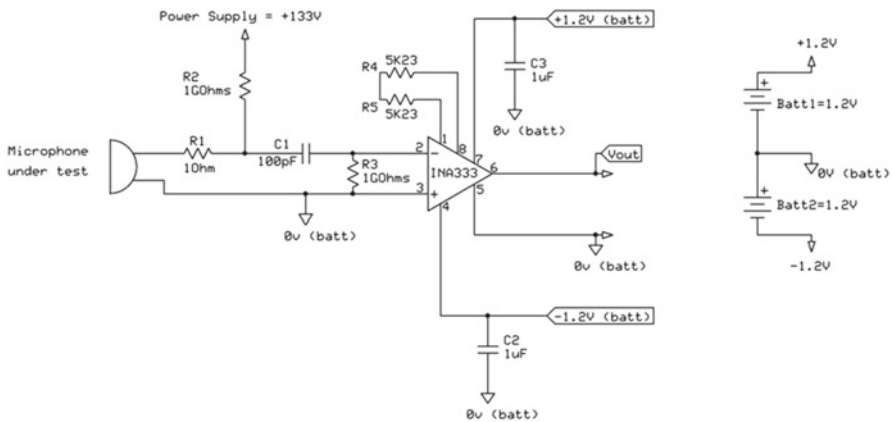 Power Supply = +133V
R2
1GOhms
Microphone
under test
R1
1Ohm
C1
100pF
R3
1GOhms
0v (batt)
R4
5K23
R5
5K23
1
8
7
2
-
INA333
6
3
+
4
5
+1.2V (batt)
C3
1uF
0v (batt)
Vout
0v (batt)
-1.2V (batt)
C2
1uF
0v (batt)
+1.2V
+
Batt1=1.2V
0V (batt)
+
Batt2=1.2V
-1.2V